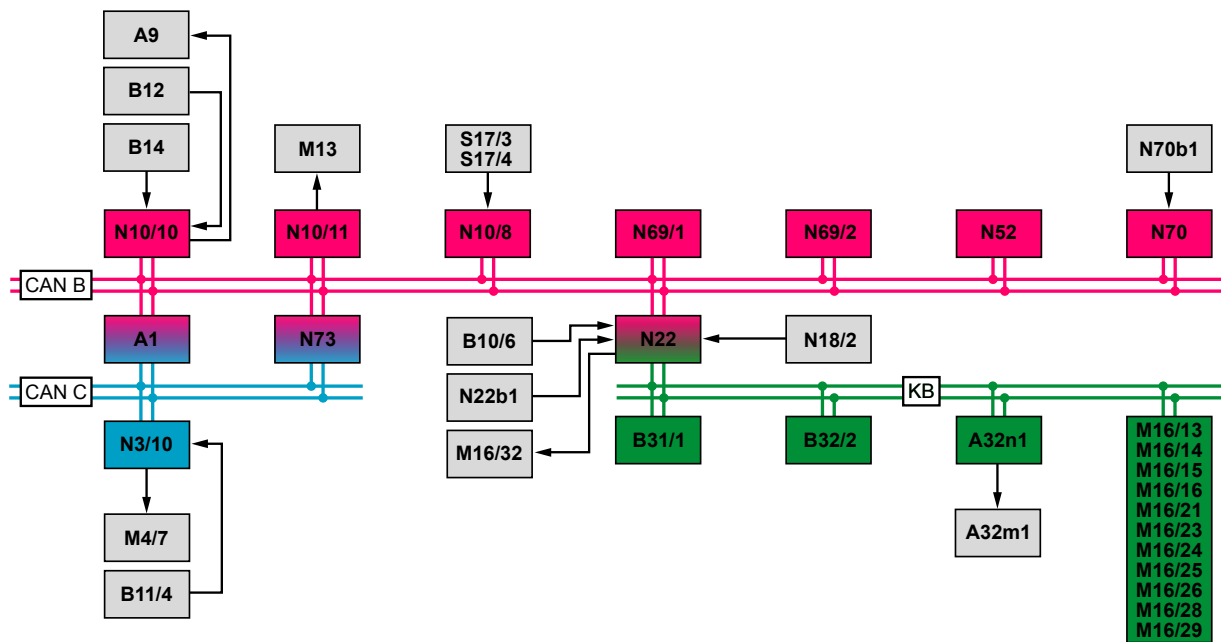 A9
B12
B14
M13
S17/3
S17/4
N70b1
N10/10
N10/11
N10/8
N69/1
N69/2
N52
N70
CAN B
A1
N73
B10/6
N22
N18/2
CAN C
N22b1
KB
N3/10
M16/32
B31/1
B32/2
A32n1
M16/13
M16/14
M16/15
M16/16
M16/21
M16/23
M16/24
M16/25
M16/26
M16/28
M16/29
M4/7
A32m1
B11/4